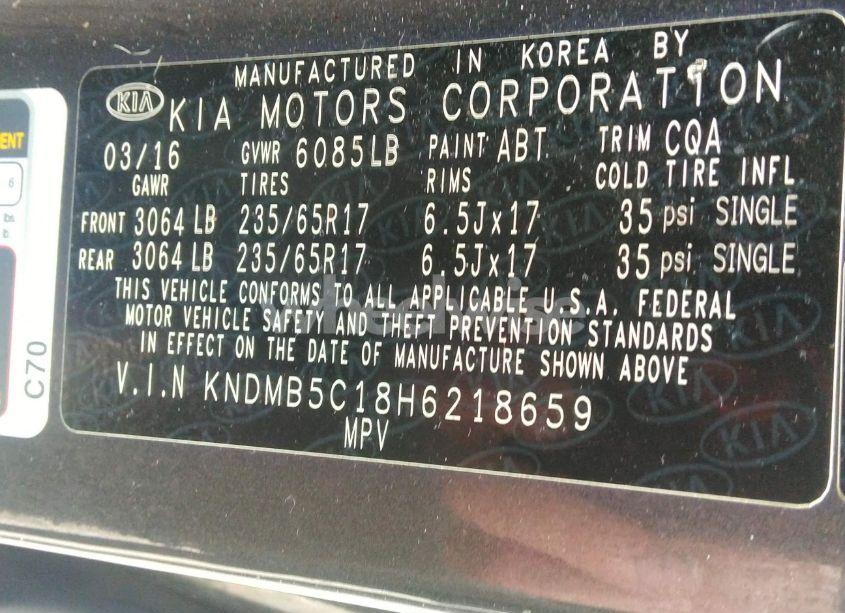 MANUFACTURED IN KOREA BY
KIA KIA MOTORS CORPORATION
03/16 GVWR 6085LB PAINT ABT TRIM CQA
GAWR TIRES RIMS COLD TIRE INFL.
FRONT 3064 LB 235/65R17 6.5Jx17 35 psi SINGLE
REAR 3064 LB 235/65R17 6.5Jx17 35 psi SINGLE
THIS VEHICLE CONFORMS TO ALL APPLICABLE U.S.A. FEDERAL
MOTOR VEHICLE SAFETY AND THEFT PREVENTION STANDARDS
IN EFFECT ON THE DATE OF MANUFACTURE SHOWN ABOVE
V.I.N KNDMB5C18H6218659
MPV
C70
6